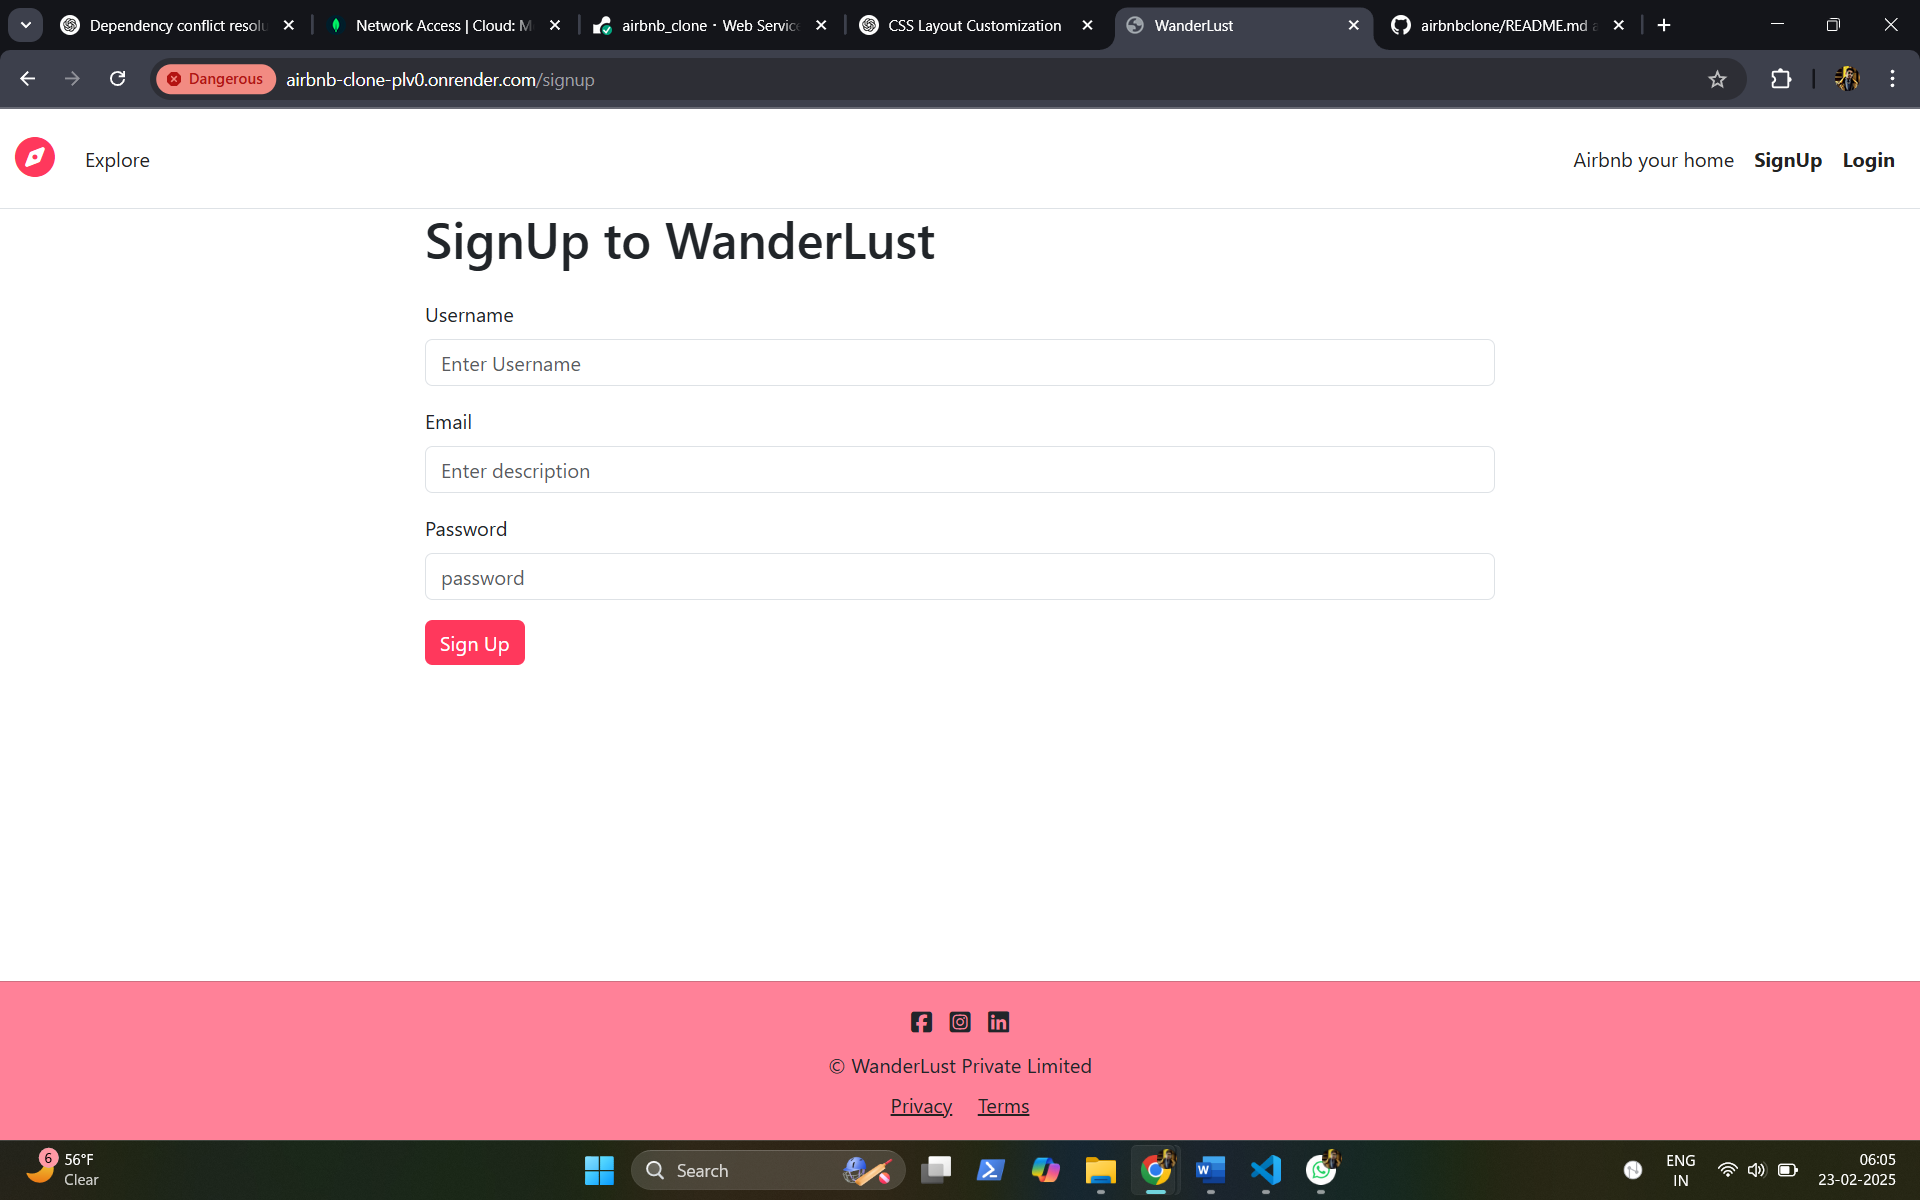 Dependency conflict resolu
Network Access | Cloud: M
airbnb_clone · Web Service
CSS Layout Customization
WanderLust
airbnbclone/README.md a
Dangerous
airbnb-clone-plv0.onrender.com/signup
Explore
Airbnb your home
SignUp
Login
SignUp to WanderLust
Username
Enter Username
Email
Enter description
Password
password
Sign Up
© WanderLust Private Limited
Privacy Terms
6
56°F
Clear
Search
ENG
IN
06:05
23-02-2025